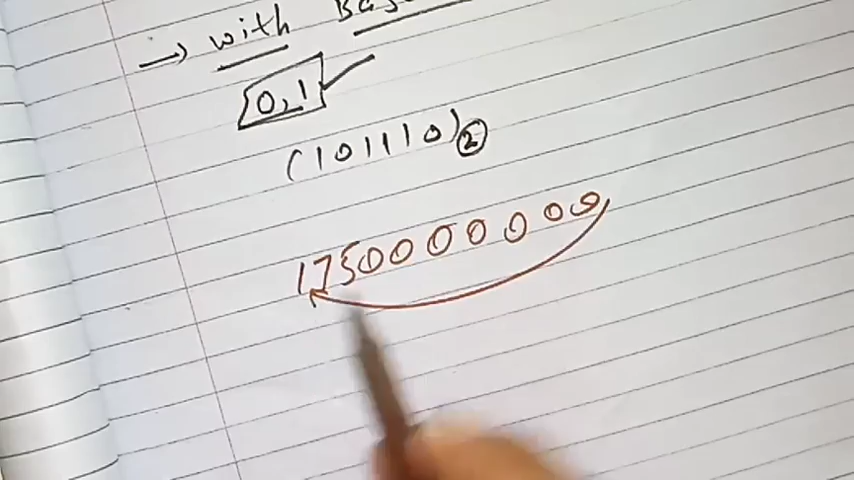 → with
0,1 ✓
(101110)2
1750000000